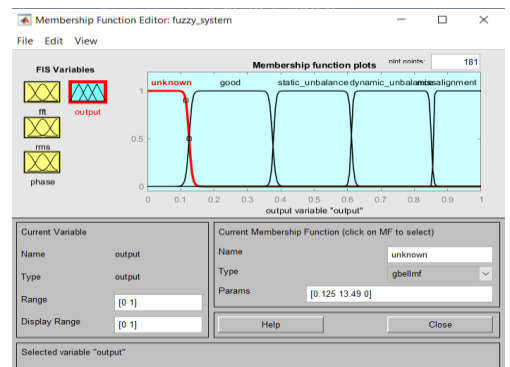 Membership Function Editor: fuzzy_system
File Edit View
FIS Variables
fft
output
rms
phase
Membership function plots
plot points:
181
unknown good static_unbalance dynamic_unbalance missalignment
1
0.5
0
0 0.1 0.2 0.3 0.4 0.5 0.6 0.7 0.8 0.9 1
output variable "output"
Current Variable
Name output
Type output
Range [0 1]
Display Range [0 1]
Current Membership Function (click on MF to select)
Name unknown
Type gbellmf
Params [0.125 13.49 0]
Help Close
Selected variable "output"